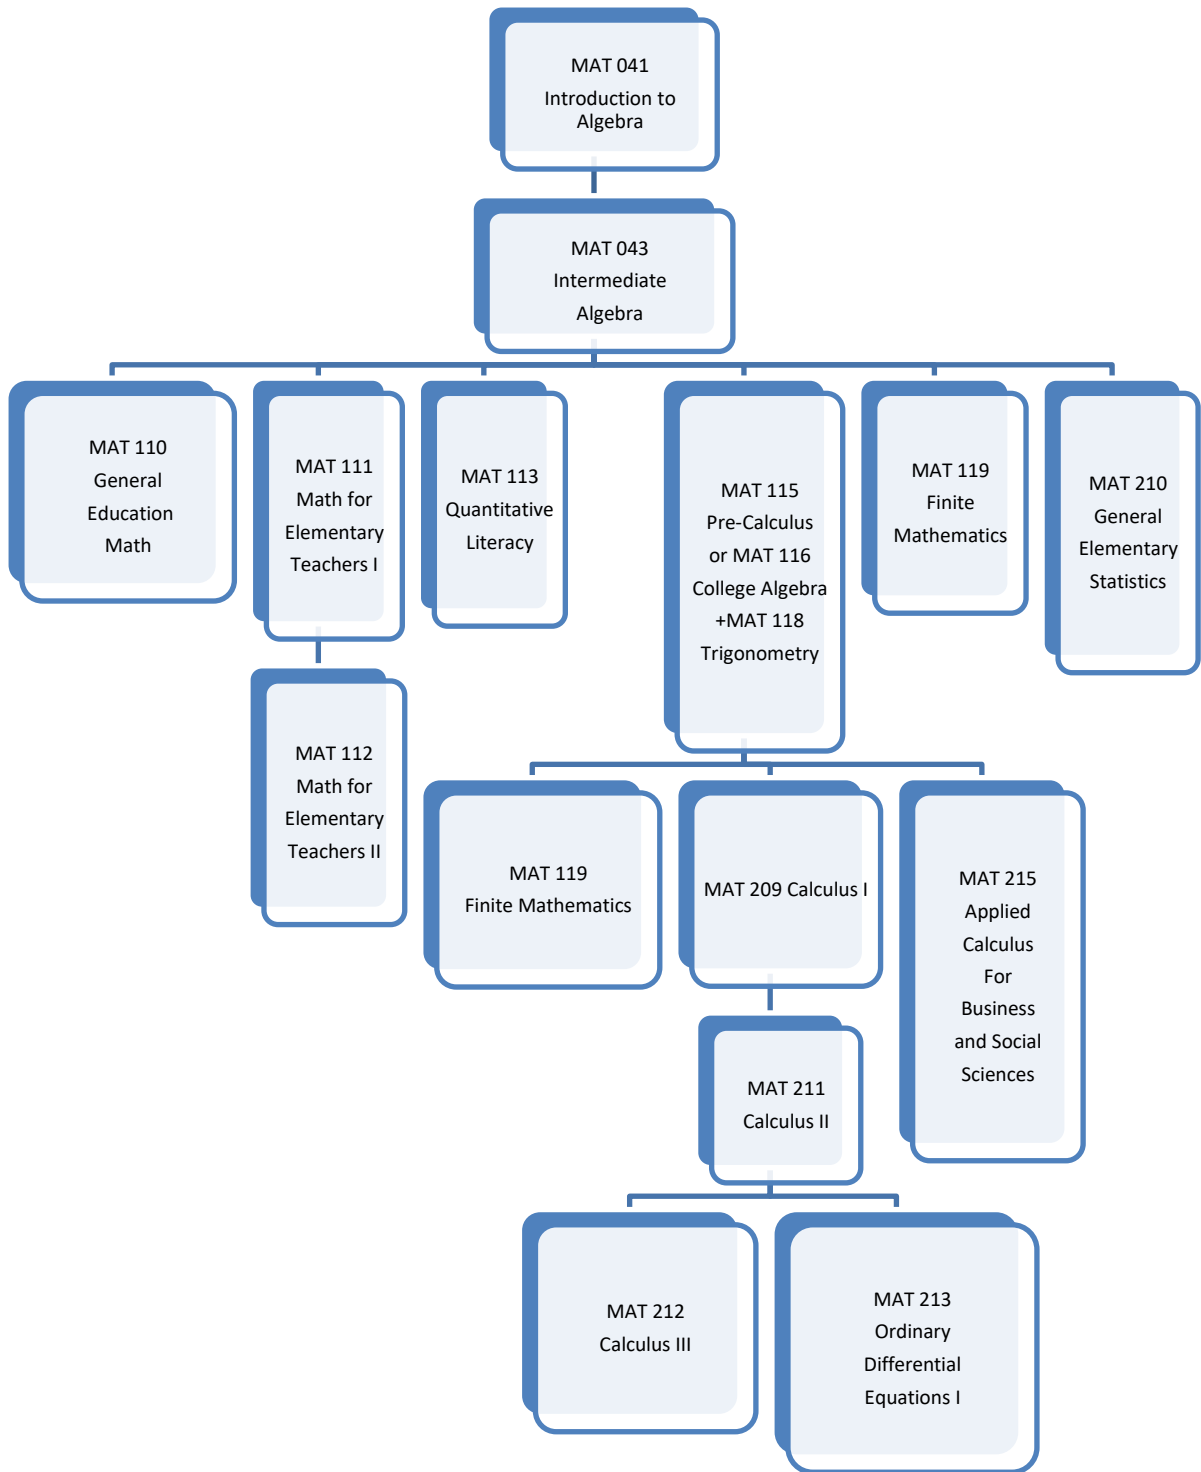 MAT 041
Introduction to
Algebra
MAT 043
Intermediate
Algebra
MAT 110
General
Education
Math
MAT 111
Math for
Elementary
Teachers I
MAT 113
Quantitative
Literacy
MAT 115
Pre-Calculus
or MAT 116
College Algebra
+MAT 118
Trigonometry
MAT 119
Finite
Mathematics
MAT 210
General
Elementary
Statistics
MAT 112
Math for
Elementary
Teachers II
MAT 119
Finite Mathematics
MAT 209 Calculus I
MAT 215
Applied
Calculus
For
Business
and Social
Sciences
MAT 211
Calculus II
MAT 212
Calculus III
MAT 213
Ordinary
Differential
Equations I